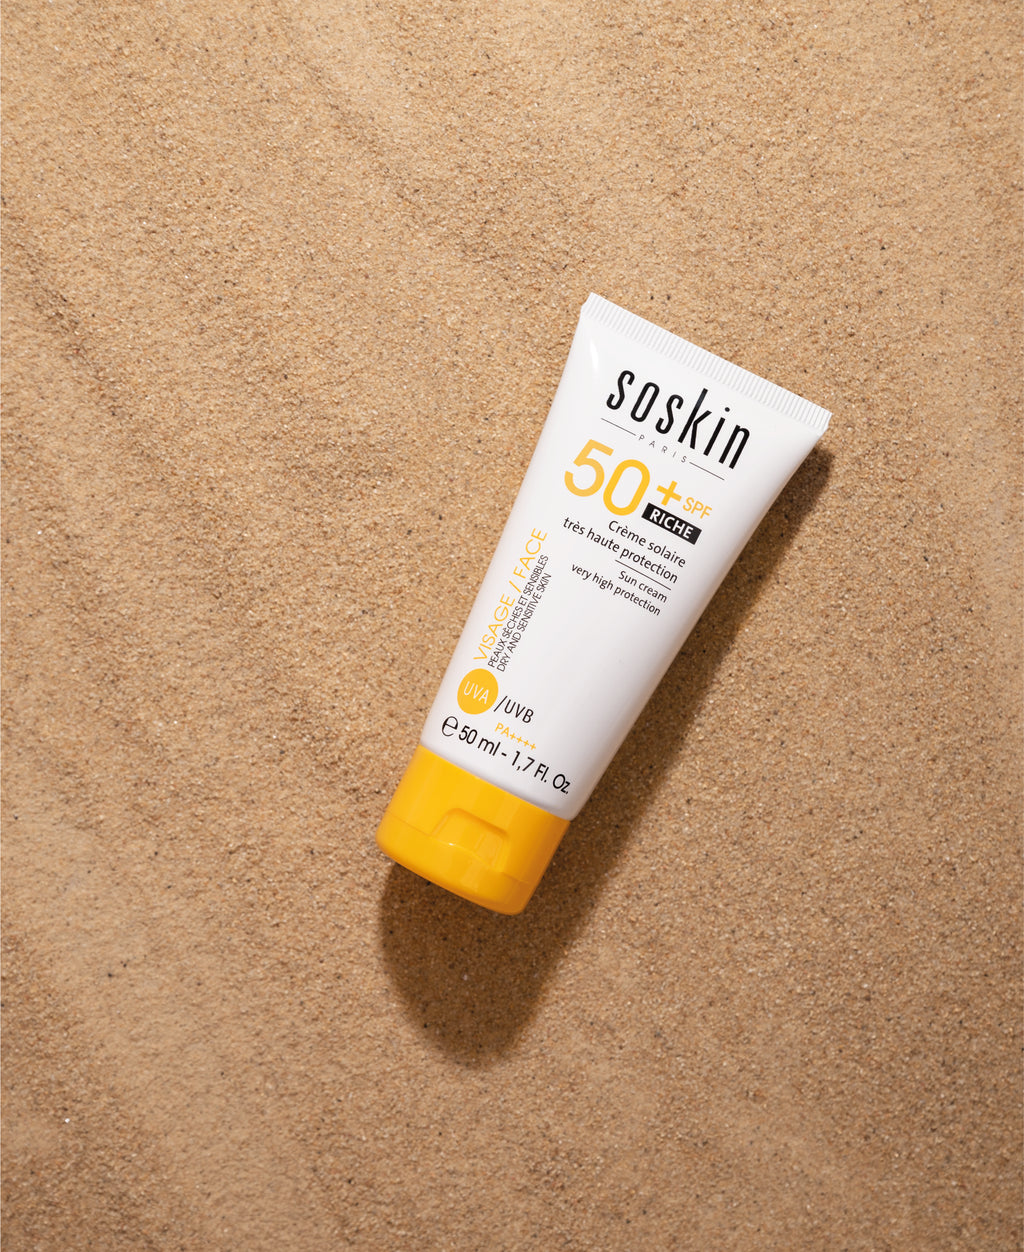 soskin
PARIS
50+ SPF
RICHE
Crème solaire
très haute protection
Sun cream
very high protection
VISAGE / FACE
PEAUX SÈCHES ET SENSIBLES
DRY AND SENSITIVE SKIN
UVA/UVB
PA++++
℮ 50 ml - 1,7 Fl. Oz.